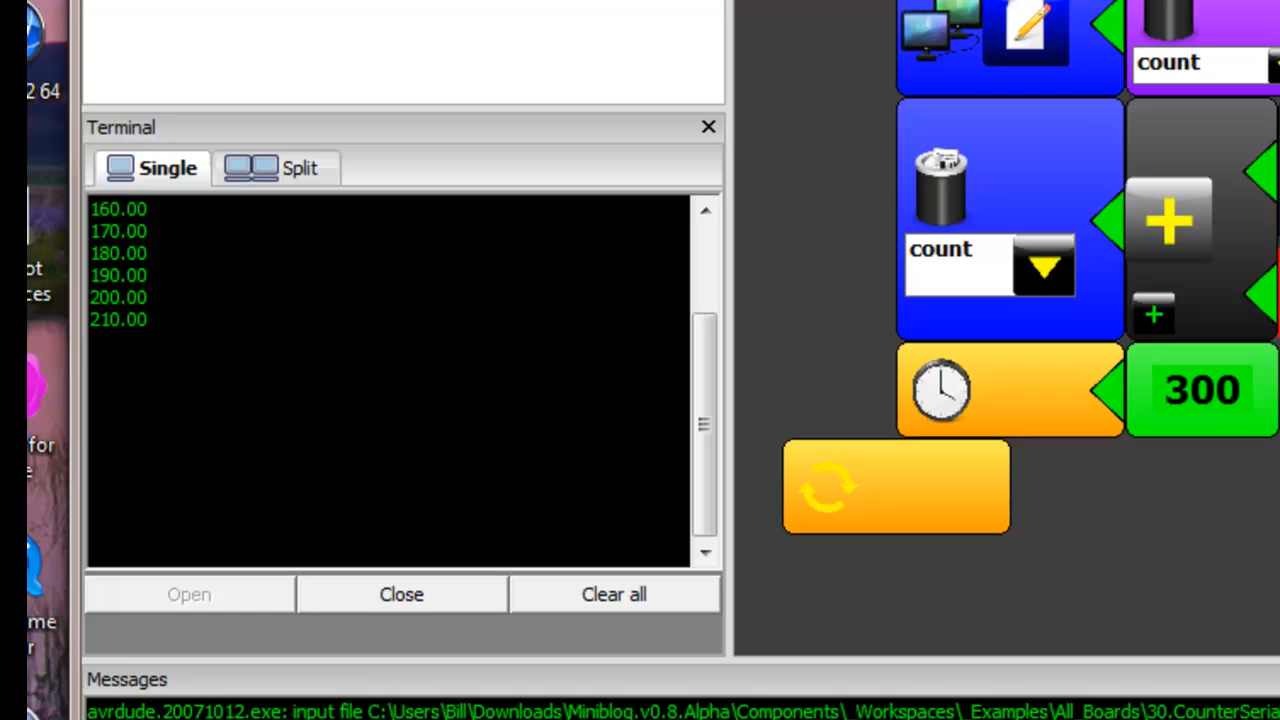 2 64
count
Terminal
Single
Split
160.00
170.00
180.00
190.00
200.00
210.00
count
ot
ces
300
for
e
Open
Close
Clear all
me
r
Messages
avrdude.20071012.exe: input file C:\Users\Bill\Downloads\Minibloq.v0.8.Alpha\Components\_Workspaces\_Examples\All_Boards\30.CounterSeria